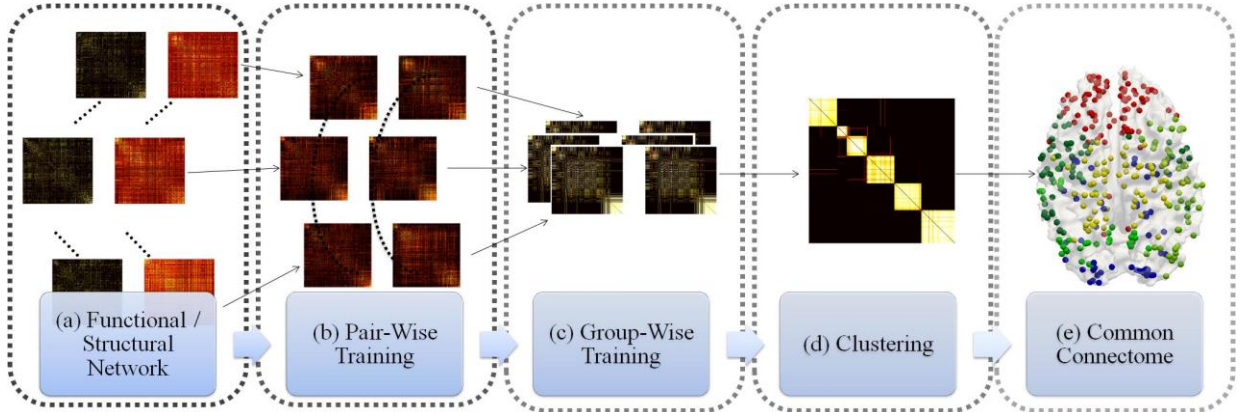 (a) Functional /
Structural
Network
(b) Pair-Wise
Training
(c) Group-Wise
Training
(d) Clustering
(e) Common
Connectome